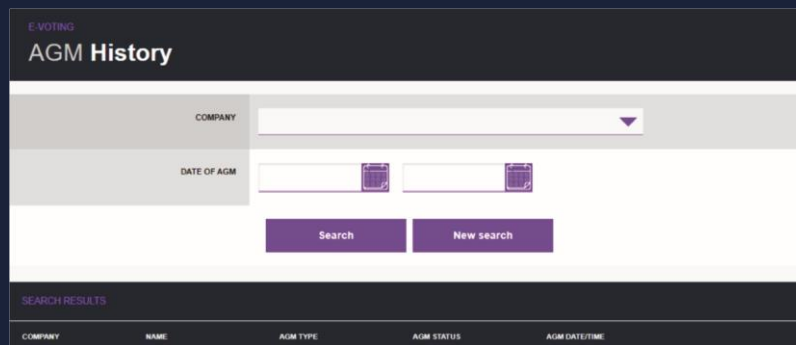 E-VOTING
AGM History
COMPANY
DATE OF AGM
Search New search
SEARCH RESULTS
COMPANY NAME AGM TYPE AGM STATUS AGM DATE/TIME